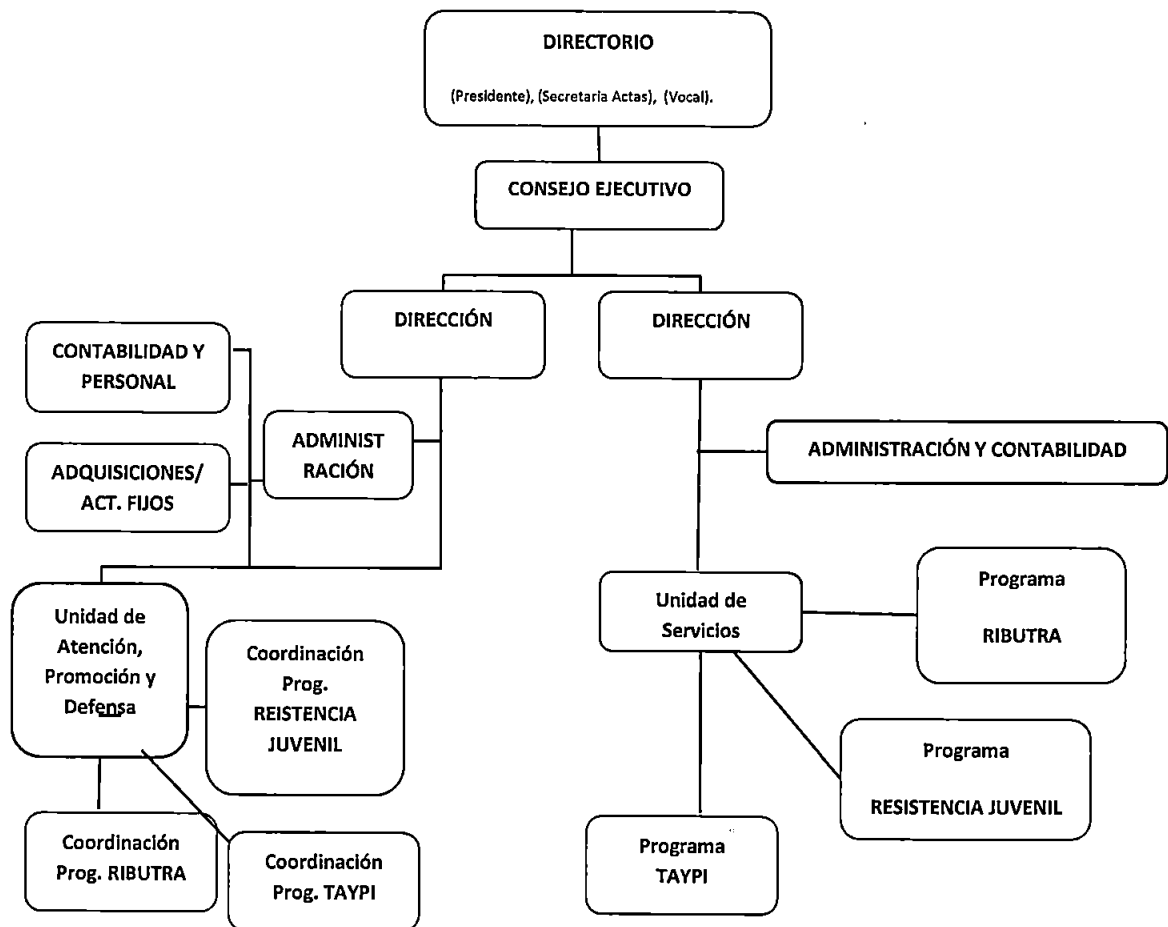 DIRECTORIO
(Presidente), (Secretaria Actas), (Vocal).
CONSEJO EJECUTIVO
DIRECCIÓN
DIRECCIÓN
CONTABILIDAD Y
PERSONAL
ADMINIST
RACIÓN
ADQUISICIONES/
ACT. FIJOS
ADMINISTRACIÓN Y CONTABILIDAD
Unidad de
Atención,
Promoción y
Defensa
Coordinación
Prog.
REISTENCIA
JUVENIL
Coordinación
Prog. RIBUTRA
Coordinación
Prog. TAYPI
Unidad de
Servicios
Programa
RIBUTRA
Programa
RESISTENCIA JUVENIL
Programa
TAYPI